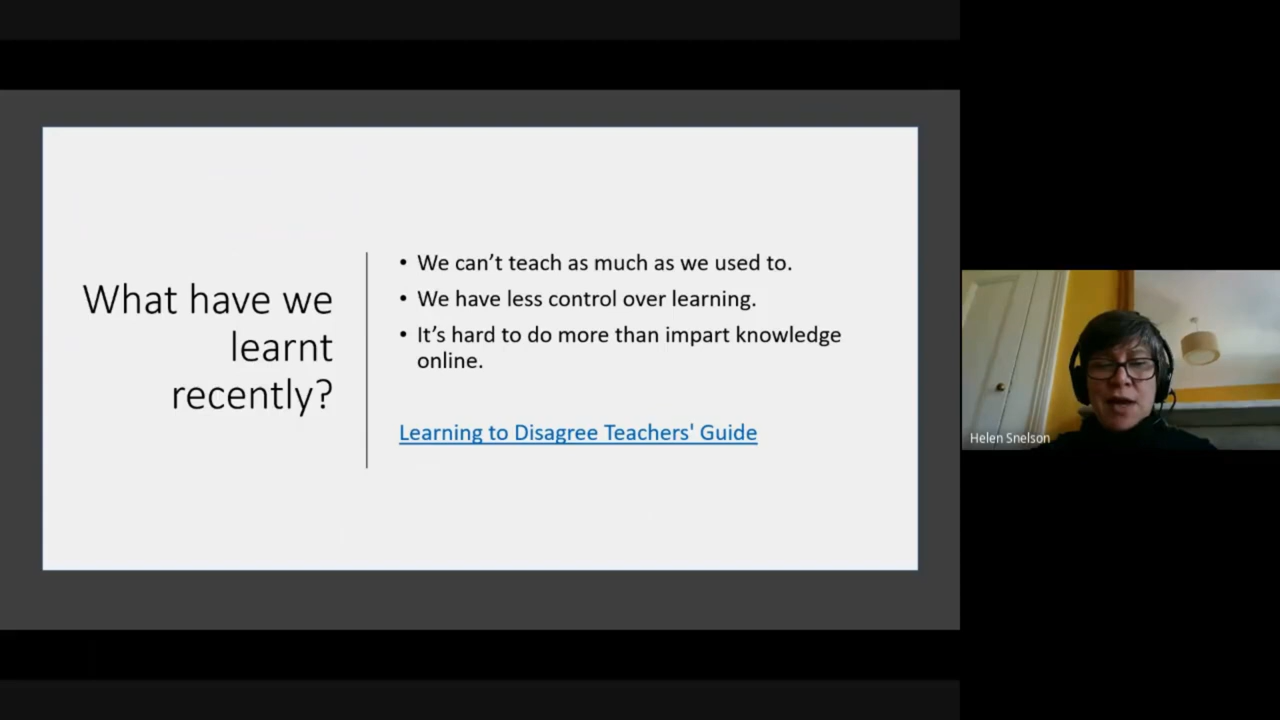 What have we
learnt
recently?
• We can’t teach as much as we used to.
• We have less control over learning.
• It’s hard to do more than impart knowledge
online.
Learning to Disagree Teachers' Guide
Helen Snelson